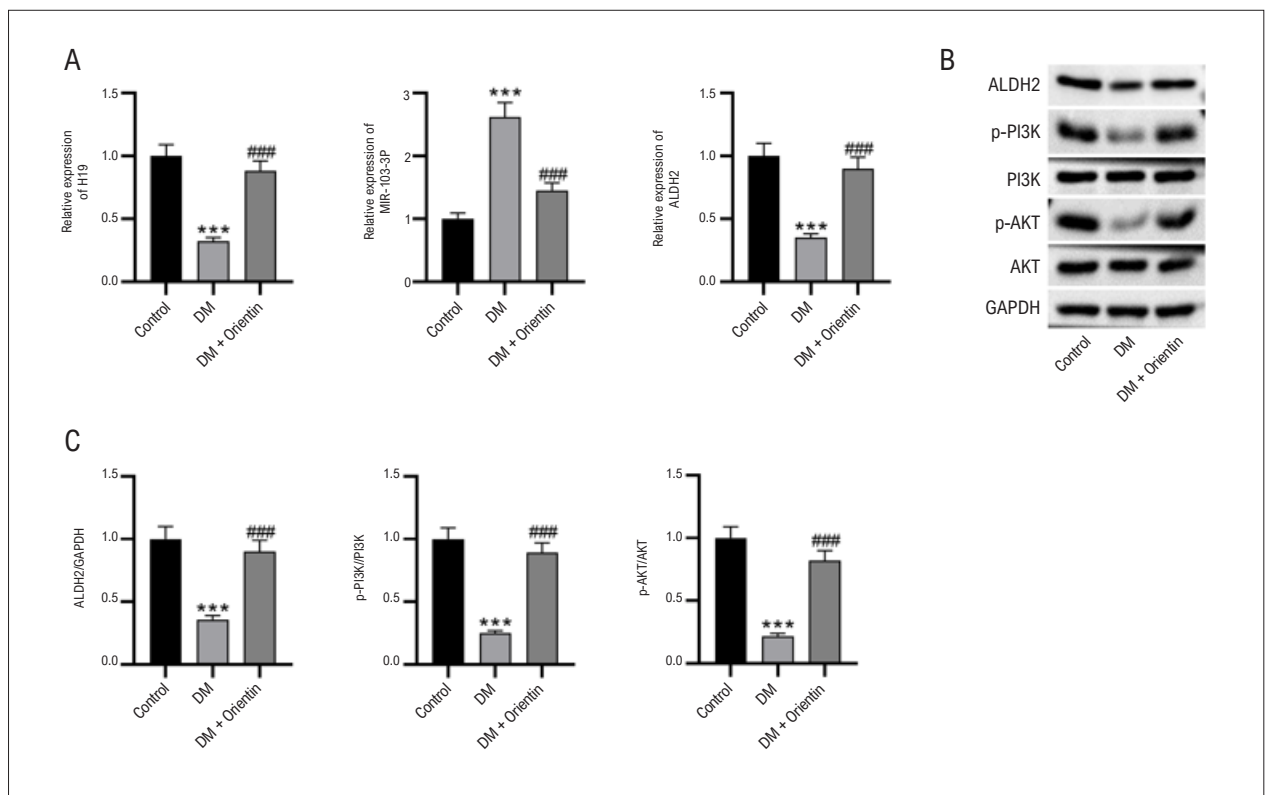 A
Relative expression
of H19
1.5
1.0
0.5
0.0
***
###
Control
DM
DM + Orientin
Relative expression of
MIR-103-3P
3
2
1
0
***
###
Control
DM
DM + Orientin
Relative expression of
ALDH2
1.5
1.0
0.5
0.0
***
###
Control
DM
DM + Orientin
B
ALDH2
p-PI3K
PI3K
p-AKT
AKT
GAPDH
Control
DM
DM + Orientin
C
ALDH2/GAPDH
1.5
1.0
0.5
0.0
***
###
Control
DM
DM + Orientin
p-PI3K//PI3K
1.5
1.0
0.5
0.0
***
###
Control
DM
DM + Orientin
p-AKT/AKT
1.5
1.0
0.5
0.0
***
###
Control
DM
DM + Orientin